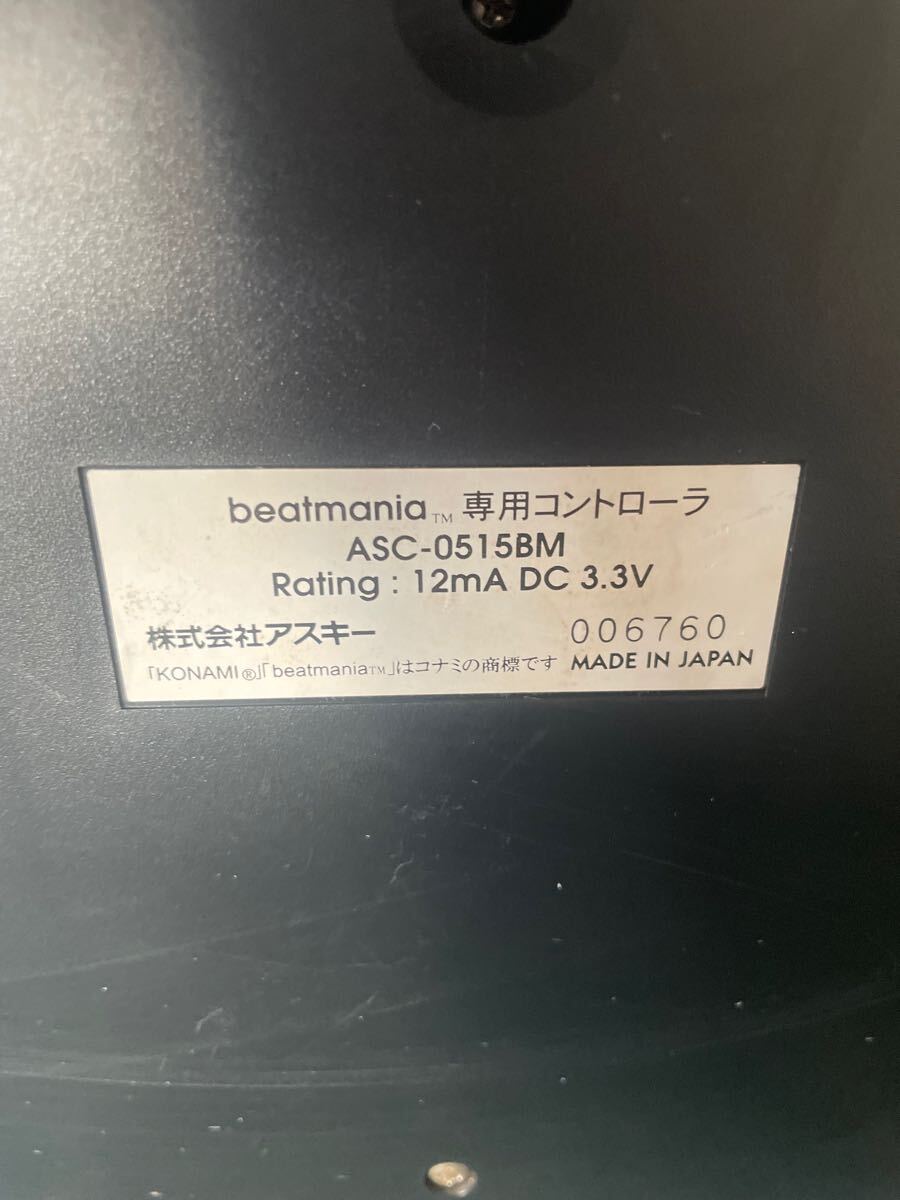 beatmania™ 専用コントローラ
ASC-0515BM
Rating : 12mA DC 3.3V
株式会社アスキー
006760
「KONAMI®」「beatmania™」はコナミの商標です
MADE IN JAPAN